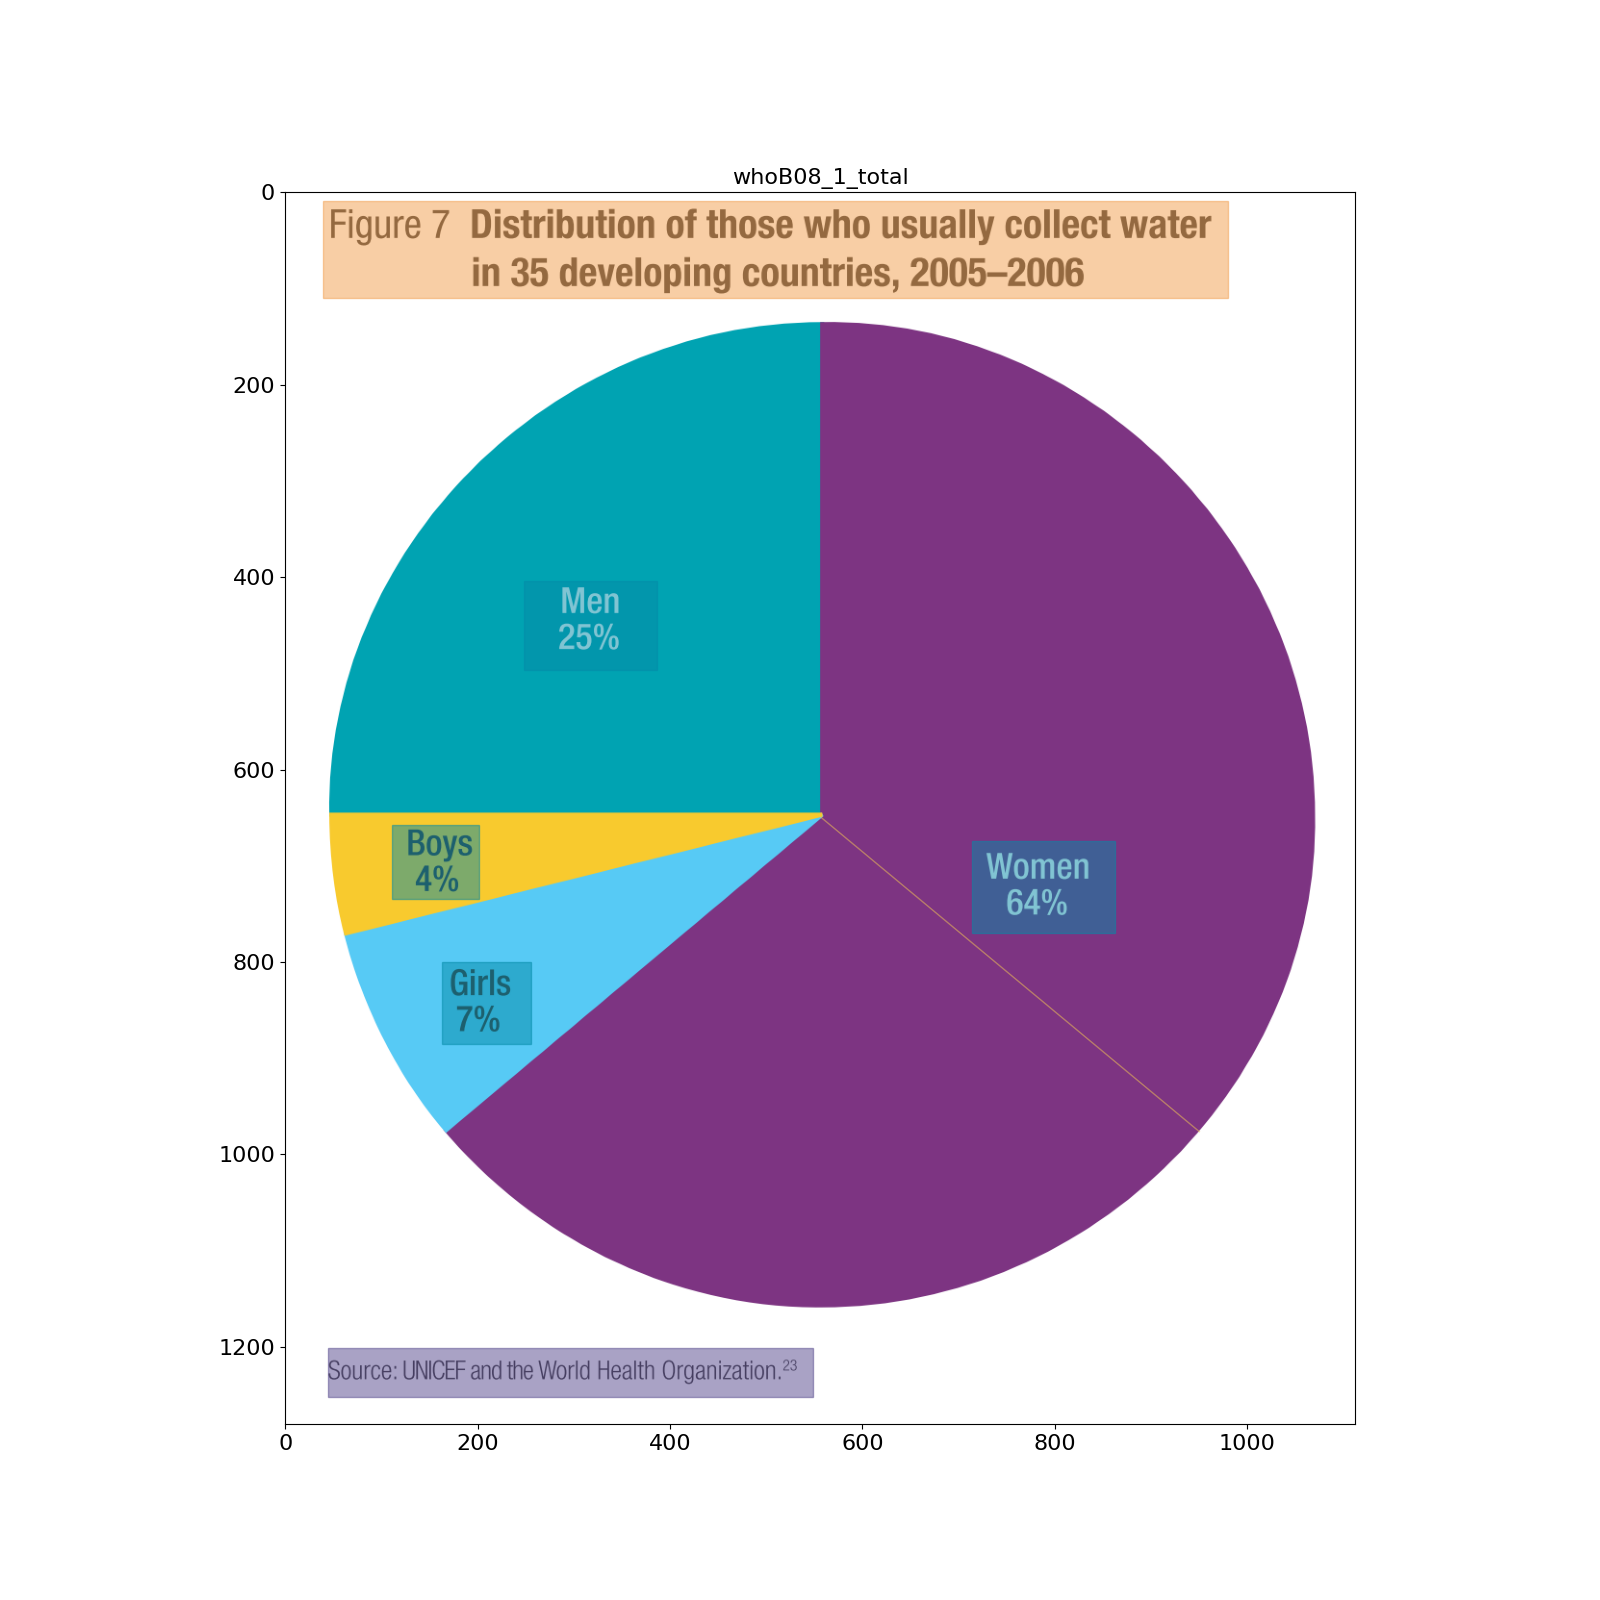 whoB08_1_total
0
Figure 7 Distribution of those who usually collect water
in 35 developing countries, 2005–2006
200
400
Men
25%
600
Boys
4%
Women
64%
800
Girls
7%
1000
1200
Source: UNICEF and the World Health Organization.23
0 200 400 600 800 1000